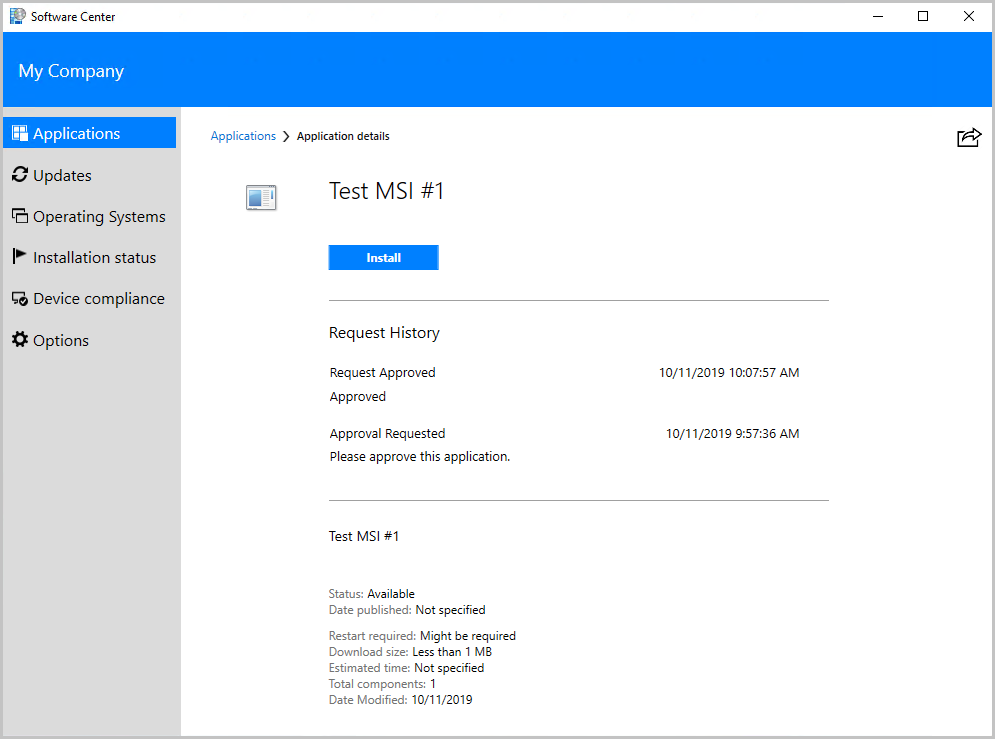 Software Center
My Company
Applications
Updates
Operating Systems
Installation status
Device compliance
Options
Applications > Application details
Test MSI #1
Install
Request History
Request Approved 10/11/2019 10:07:57 AM
Approved
Approval Requested 10/11/2019 9:57:36 AM
Please approve this application.
Test MSI #1
Status: Available
Date published: Not specified
Restart required: Might be required
Download size: Less than 1 MB
Estimated time: Not specified
Total components: 1
Date Modified: 10/11/2019